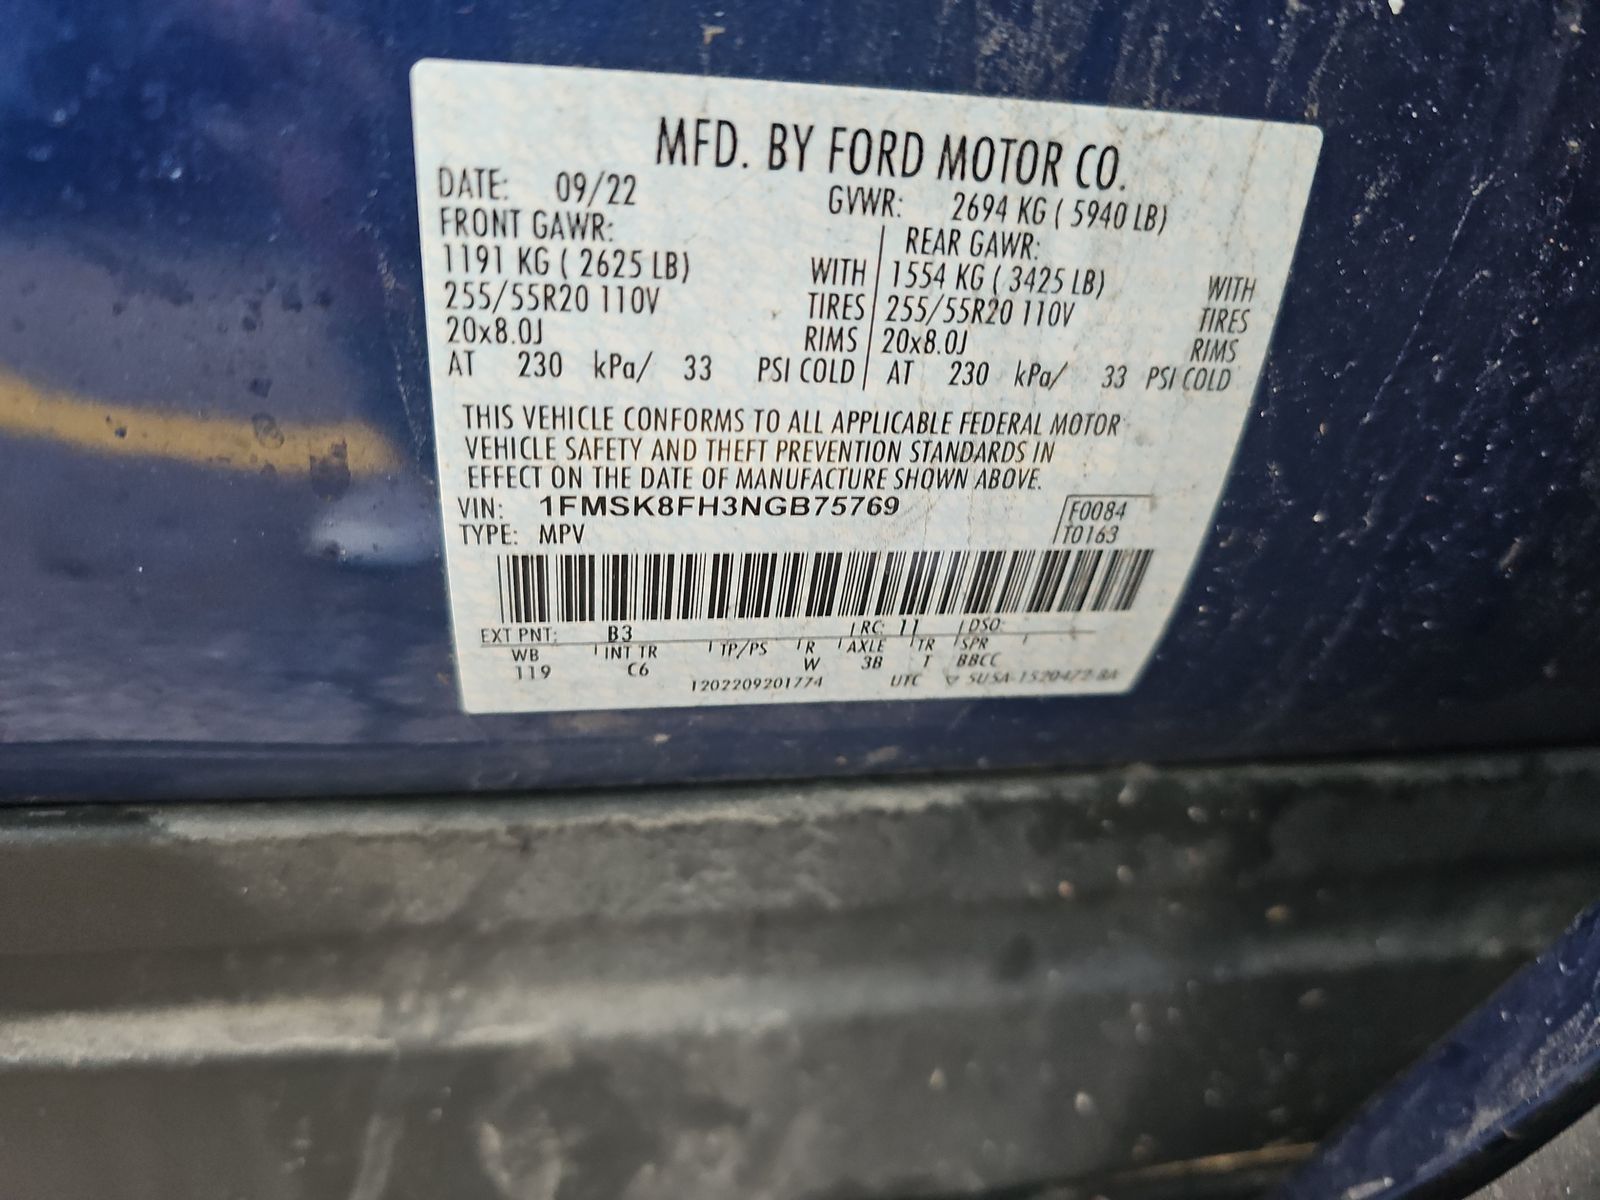 MFD. BY FORD MOTOR CO.
DATE: 09/22 GVWR: 2694 KG ( 5940 LB)
FRONT GAWR: REAR GAWR:
1191 KG ( 2625 LB) WITH 1554 KG ( 3425 LB) WITH
255/55R20 110V TIRES 255/55R20 110V TIRES
20x8.0J RIMS 20x8.0J RIMS
AT 230 kPa/ 33 PSI COLD AT 230 kPa/ 33 PSI COLD
THIS VEHICLE CONFORMS TO ALL APPLICABLE FEDERAL MOTOR
VEHICLE SAFETY AND THEFT PREVENTION STANDARDS IN
EFFECT ON THE DATE OF MANUFACTURE SHOWN ABOVE.
VIN: 1FMSK8FH3NGB75769 F0084
TYPE: MPV T0163
EXT PNT: B3 RC: 11 DSO:
WB INT TR TP/PS R AXLE TR SPR
119 C6 W 3B T BBCC
1202209201774 UTC ▽ 5USA-1520472-BA